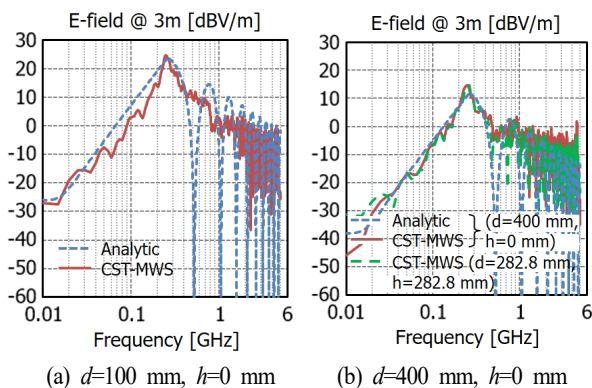 E-field @ 3m [dBV/m]
30
20
10
0
-10
-20
-30
-40
-50
-60
Analytic
CST-MWS
0.01
0.1
1
6
Frequency [GHz]
(a) d=100 mm, h=0 mm
E-field @ 3m [dBV/m]
40
30
20
10
0
-10
-20
-30
-40
-50
-60
Analytic
(d=400 mm,
CST-MWS
h=0 mm)
CST-MWS (d=282.8 mm,
h=282.8 mm)
0.01
0.1
1
6
Frequency [GHz]
(b) d=400 mm, h=0 mm